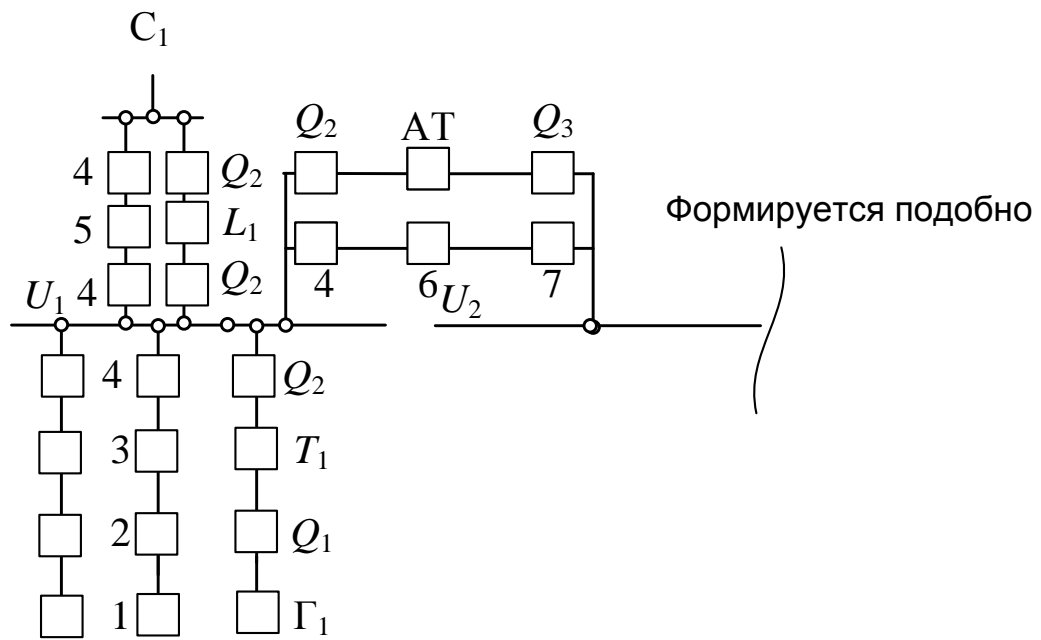 C₁
Q₂ АТ Q₃
4 Q₂
Формируется подобно
5 L₁
4 6 7
U₁ 4 Q₂ U₂
4 Q₂
3 T₁
2 Q₁
1 Г₁